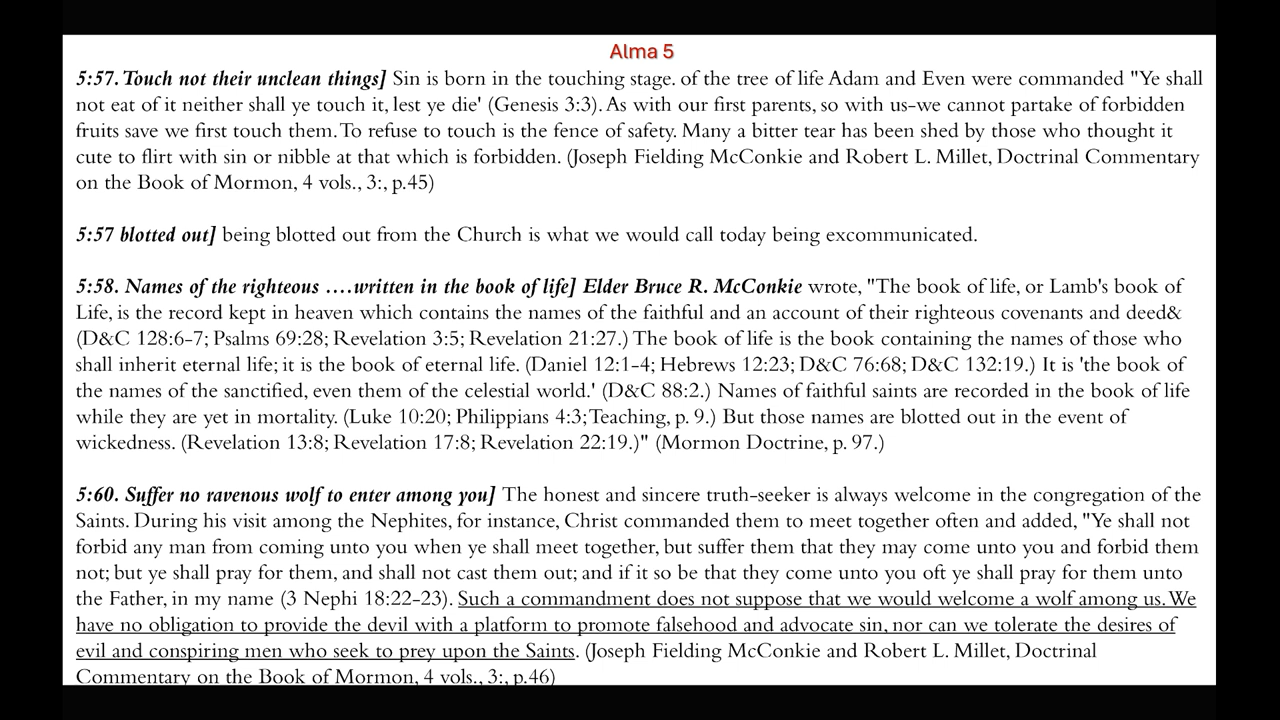 Alma 5
5:57. Touch not their unclean things] Sin is born in the touching stage. of the tree of life Adam and Even were commanded "Ye shall
not eat of it neither shall ye touch it, lest ye die' (Genesis 3:3). As with our first parents, so with us-we cannot partake of forbidden
fruits save we first touch them. To refuse to touch is the fence of safety. Many a bitter tear has been shed by those who thought it
cute to flirt with sin or nibble at that which is forbidden. (Joseph Fielding McConkie and Robert L. Millet, Doctrinal Commentary
on the Book of Mormon, 4 vols., 3:, p.45)
5:57 blotted out] being blotted out from the Church is what we would call today being excommunicated.
5:58. Names of the righteous ….written in the book of life] Elder Bruce R. McConkie wrote, "The book of life, or Lamb's book of
Life, is the record kept in heaven which contains the names of the faithful and an account of their righteous covenants and deed&
(D&C 128:6-7; Psalms 69:28; Revelation 3:5; Revelation 21:27.) The book of life is the book containing the names of those who
shall inherit eternal life; it is the book of eternal life. (Daniel 12:1-4; Hebrews 12:23; D&C 76:68; D&C 132:19.) It is 'the book of
the names of the sanctified, even them of the celestial world.' (D&C 88:2.) Names of faithful saints are recorded in the book of life
while they are yet in mortality. (Luke 10:20; Philippians 4:3; Teaching, p. 9.) But those names are blotted out in the event of
wickedness. (Revelation 13:8; Revelation 17:8; Revelation 22:19.)" (Mormon Doctrine, p. 97.)
5:60. Suffer no ravenous wolf to enter among you] The honest and sincere truth-seeker is always welcome in the congregation of the
Saints. During his visit among the Nephites, for instance, Christ commanded them to meet together often and added, "Ye shall not
forbid any man from coming unto you when ye shall meet together, but suffer them that they may come unto you and forbid them
not; but ye shall pray for them, and shall not cast them out; and if it so be that they come unto you oft ye shall pray for them unto
the Father, in my name (3 Nephi 18:22-23). Such a commandment does not suppose that we would welcome a wolf among us. We
have no obligation to provide the devil with a platform to promote falsehood and advocate sin, nor can we tolerate the desires of
evil and conspiring men who seek to prey upon the Saints. (Joseph Fielding McConkie and Robert L. Millet, Doctrinal
Commentary on the Book of Mormon, 4 vols., 3:, p.46)